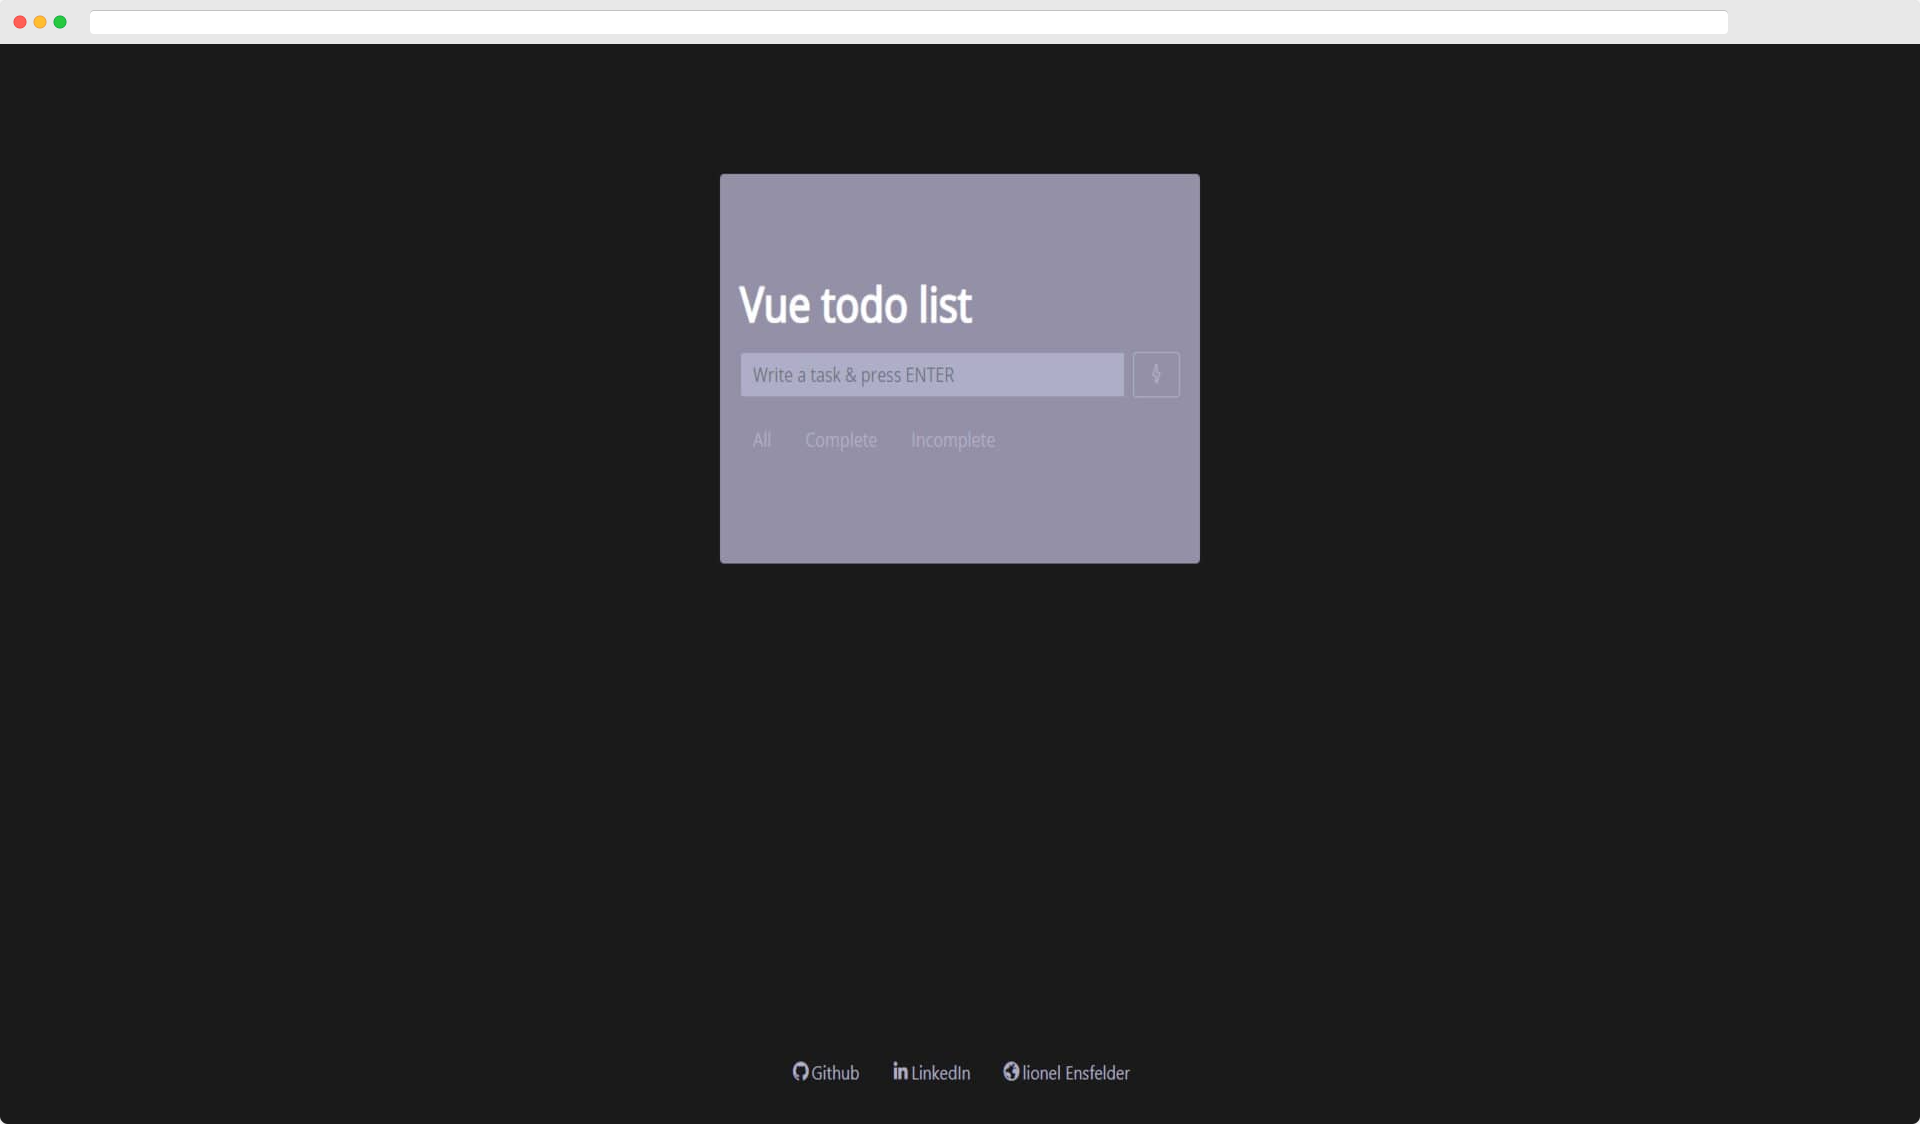 Vue todo list
Write a task & press ENTER
All Complete Incomplete
Github LinkedIn lionel Ensfelder